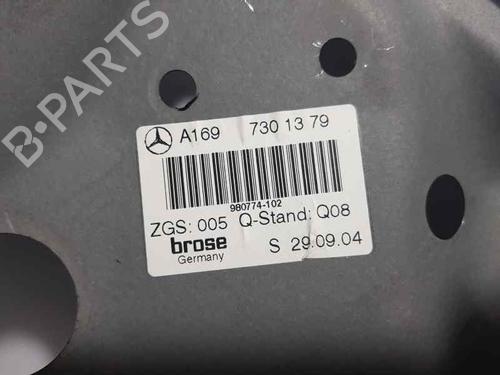 A169 730 13 79
980774-102
ZGS: 005 Q-Stand: Q08
brose S 29.09.04
Germany
B-PARTS